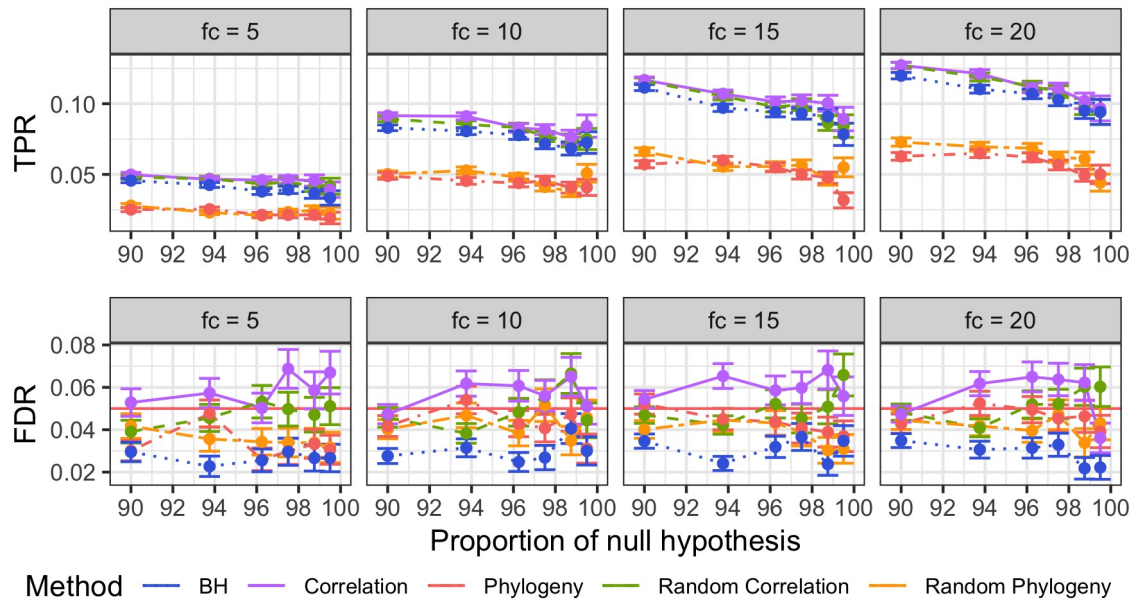 fc = 5 fc = 10 fc = 15 fc = 20
TPR
0.10
0.05
90 92 94 96 98 100 90 92 94 96 98 100 90 92 94 96 98 100 90 92 94 96 98 100
fc = 5 fc = 10 fc = 15 fc = 20
FDR
0.08
0.06
0.04
0.02
90 92 94 96 98 100 90 92 94 96 98 100 90 92 94 96 98 100 90 92 94 96 98 100
Proportion of null hypothesis
Method BH Correlation Phylogeny Random Correlation Random Phylogeny